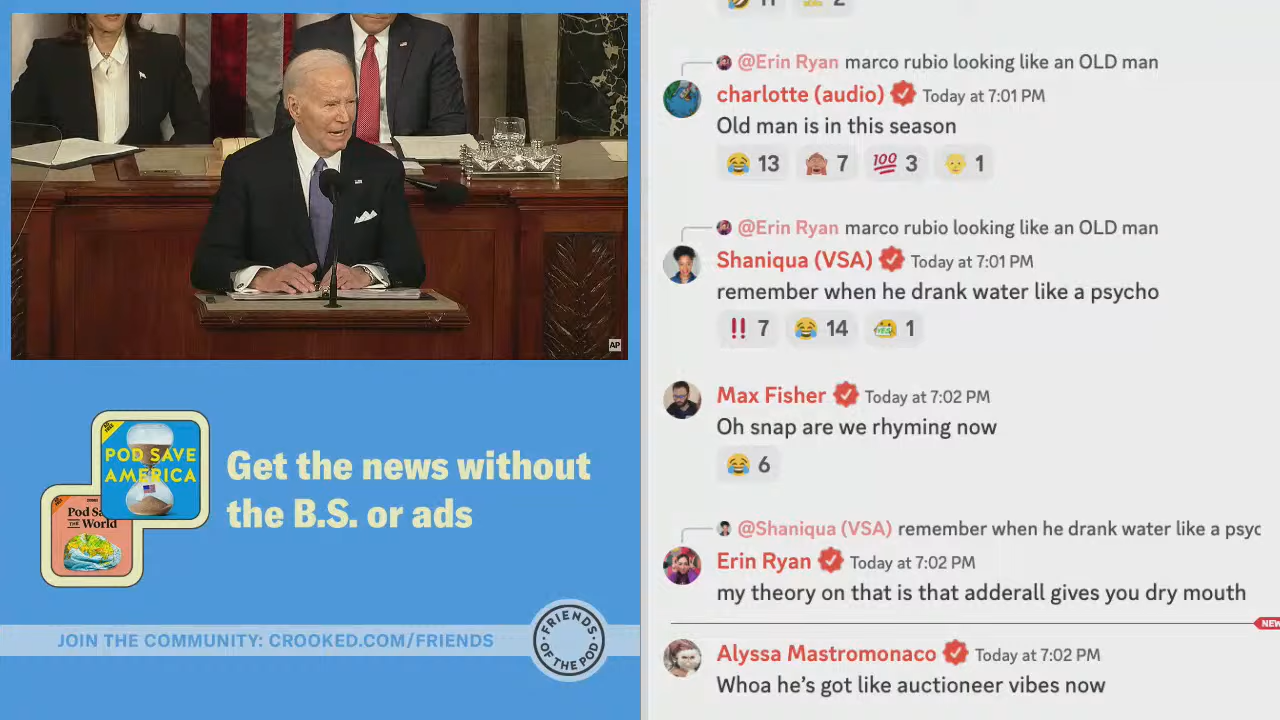 AP
AD FREE
POD SAVE
AMERICA
Pod Sa
THE World
Get the news without
the B.S. or ads
JOIN THE COMMUNITY: CROOKED.COM/FRIENDS
FRIENDS
OF THE POD
11 2
@Erin Ryan marco rubio looking like an OLD man
charlotte (audio) Today at 7:01 PM
Old man is in this season
13 7 100 3 1
@Erin Ryan marco rubio looking like an OLD man
Shaniqua (VSA) Today at 7:01 PM
remember when he drank water like a psycho
!! 7 14 1
Max Fisher Today at 7:02 PM
Oh snap are we rhyming now
6
@Shaniqua (VSA) remember when he drank water like a psyc
Erin Ryan Today at 7:02 PM
my theory on that is that adderall gives you dry mouth
NEW
Alyssa Mastromonaco Today at 7:02 PM
Whoa he's got like auctioneer vibes now